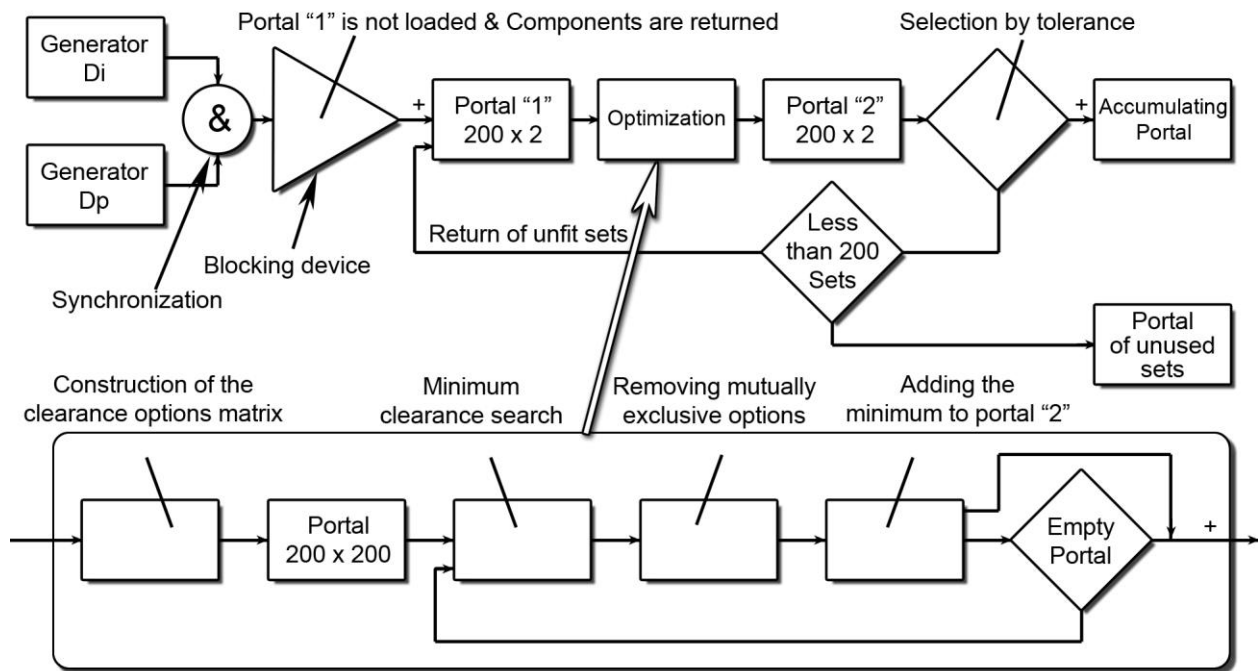 Portal “1” is not loaded & Components are returned
Selection by tolerance
Generator
Di
&
Generator
Dp
+
Portal “1”
200 x 2
Optimization
Portal “2”
200 x 2
+
Accumulating
Portal
Return of unfit sets
Less
than 200
Sets
Blocking device
Synchronization
Portal
of unused
sets
Construction of the
clearance options matrix
Minimum
clearance search
Removing mutually
exclusive options
Adding the
minimum to portal “2”
Portal
200 x 200
Empty
Portal
+